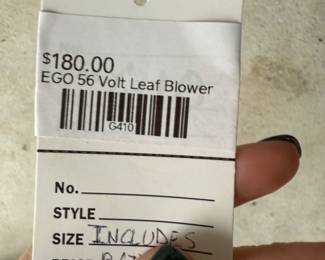 $180.00
EGO 56 Volt Leaf Blower
G410
No.
STYLE
SIZE INCLUDES